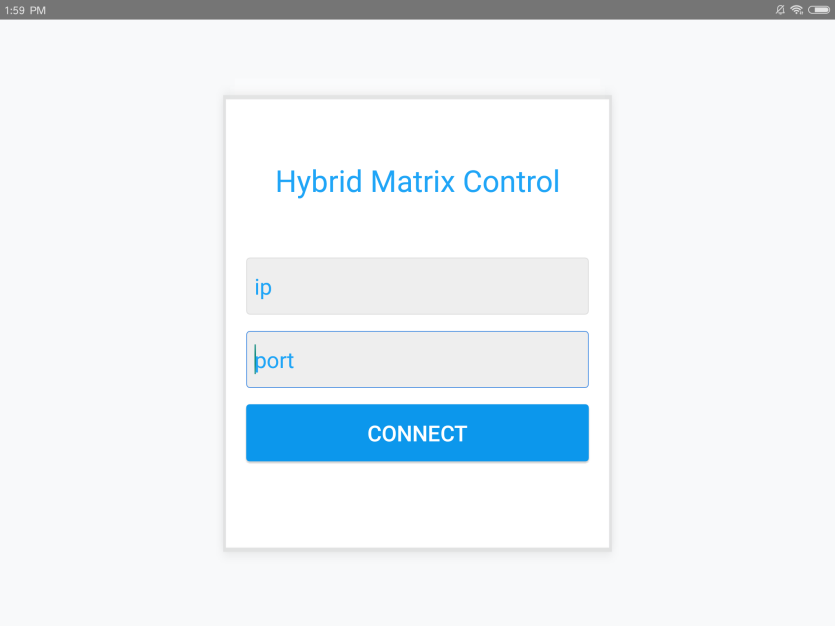 1:59 PM
Hybrid Matrix Control
ip
port
CONNECT